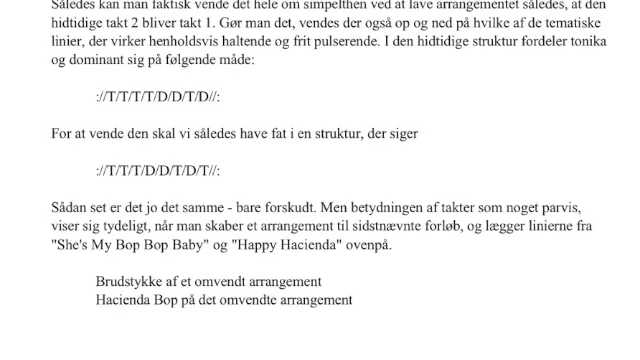 Således kan man faktisk vende det hele om simpelthen ved at lave arrangementet således, at den
hidtidige takt 2 bliver takt 1. Gør man det, vendes der også op og ned på hvilke af de tematiske
linier, der virker henholdsvis haltende og frit pulserende. I den hidtidige struktur fordeler tonika
og dominant sig på følgende måde:
://T/T/T/T/D/D/T/D//:
For at vende den skal vi således have fat i en struktur, der siger
://T/T/T/D/D/T/D/T//:
Sådan set er det jo det samme - bare forskudt. Men betydningen af takter som noget parvis,
viser sig tydeligt, når man skaber et arrangement til sidstnævnte forløb, og lægger linierne fra
"She's My Bop Bop Baby" og "Happy Hacienda" ovenpå.
Brudstykke af et omvendt arrangement
Hacienda Bop på det omvendte arrangement